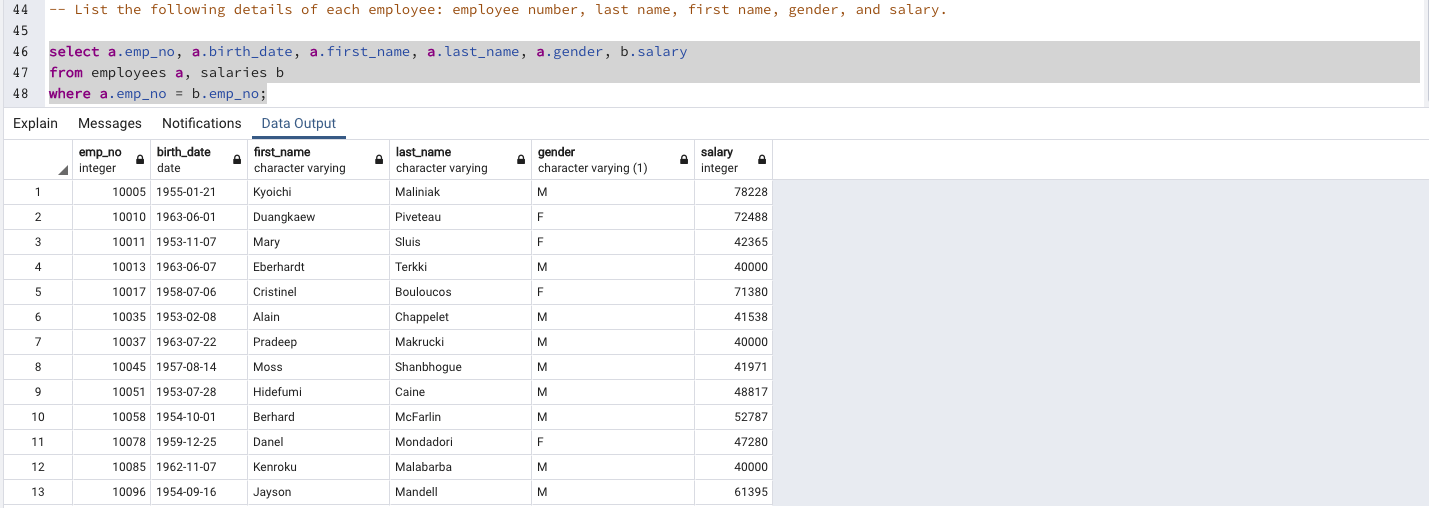 44 -- List the following details of each employee: employee number, last name, first name, gender, and salary.
45
46 select a.emp_no, a.birth_date, a.first_name, a.last_name, a.gender, b.salary
47 from employees a, salaries b
48 where a.emp_no = b.emp_no;
Explain Messages Notifications Data Output
emp_no birth_date first_name last_name gender salary
integer date character varying character varying character varying (1) integer
1 10005 1955-01-21 Kyoichi Maliniak M 78228
2 10010 1963-06-01 Duangkaew Piveteau F 72488
3 10011 1953-11-07 Mary Sluis F 42365
4 10013 1963-06-07 Eberhardt Terkki M 40000
5 10017 1958-07-06 Cristinel Bouloucos F 71380
6 10035 1953-02-08 Alain Chappelet M 41538
7 10037 1963-07-22 Pradeep Makrucki M 40000
8 10045 1957-08-14 Moss Shanbhogue M 41971
9 10051 1953-07-28 Hidefumi Caine M 48817
10 10058 1954-10-01 Berhard McFarlin M 52787
11 10078 1959-12-25 Danel Mondadori F 47280
12 10085 1962-11-07 Kenroku Malabarba M 40000
13 10096 1954-09-16 Jayson Mandell M 61395